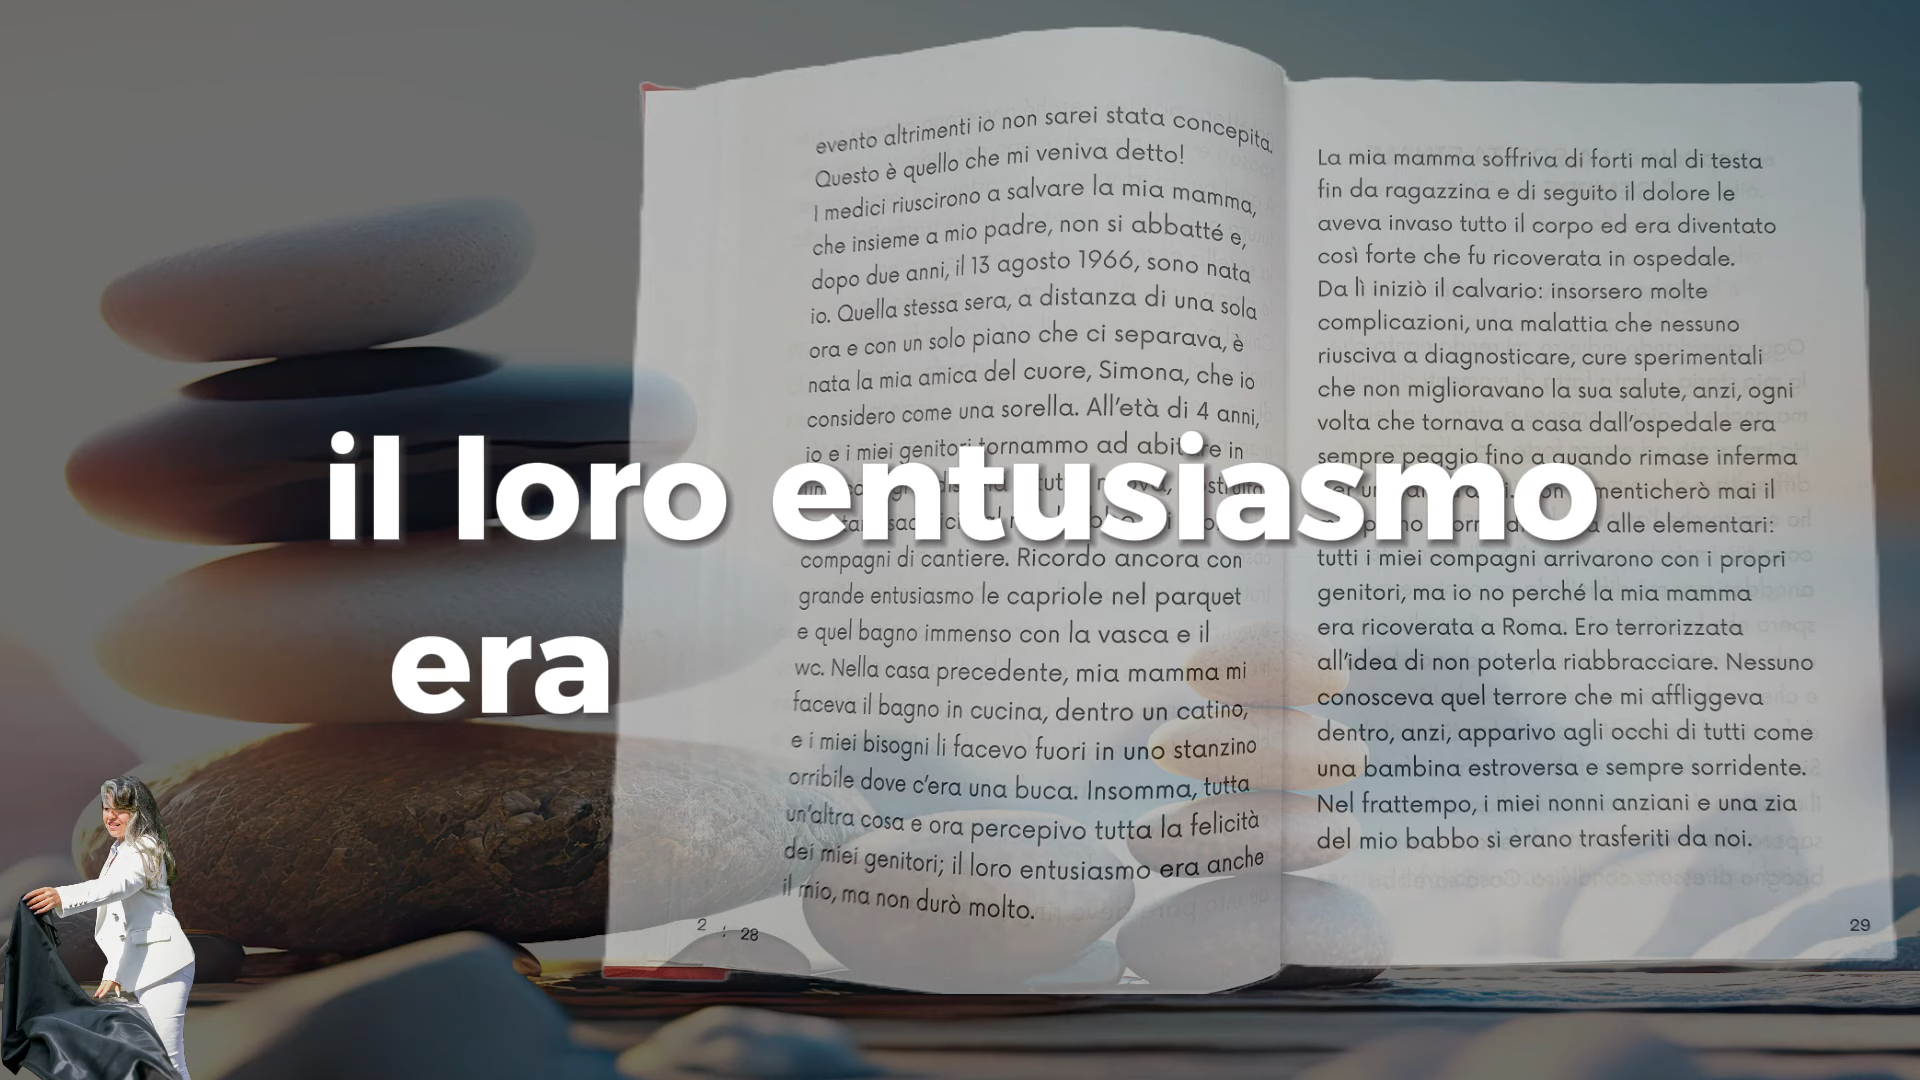 evento altrimenti io non sarei stata concepita.
Questo è quello che mi veniva detto!
I medici riuscirono a salvare la mia mamma,
che insieme a mio padre, non si abbatté e,
dopo due anni, il 13 agosto 1966, sono nata
io. Quella stessa sera, a distanza di una sola
ora e con un solo piano che ci separava, è
nata la mia amica del cuore, Simona, che io
considero come una sorella. All'età di 4 anni,
io e i miei genitori tornammo ad abitare in
compagni di cantiere. Ricordo ancora con
grande entusiasmo le capriole nel parquet
e quel bagno immenso con la vasca e il
wc. Nella casa precedente, mia mamma mi
faceva il bagno in cucina, dentro un catino,
e i miei bisogni li facevo fuori in uno stanzino
orribile dove c'era una buca. Insomma, tutta
un'altra cosa e ora percepivo tutta la felicità
dei miei genitori; il loro entusiasmo era anche
il mio, ma non durò molto.
2 : 28
La mia mamma soffriva di forti mal di testa
fin da ragazzina e di seguito il dolore le
aveva invaso tutto il corpo ed era diventato
così forte che fu ricoverata in ospedale.
Da lì iniziò il calvario: insorsero molte
complicazioni, una malattia che nessuno
riusciva a diagnosticare, cure sperimentali
che non miglioravano la sua salute, anzi, ogni
volta che tornava a casa dall'ospedale era
sempre peggio fino a quando rimase inferma
mai il
alle elementari:
tutti i miei compagni arrivarono con i propri
genitori, ma io no perché la mia mamma
era ricoverata a Roma. Ero terrorizzata
all'idea di non poterla riabbracciare. Nessuno
conosceva quel terrore che mi affliggeva
dentro, anzi, apparivo agli occhi di tutti come
una bambina estroversa e sempre sorridente.
Nel frattempo, i miei nonni anziani e una zia
del mio babbo si erano trasferiti da noi.
29
il loro entusiasmo
era